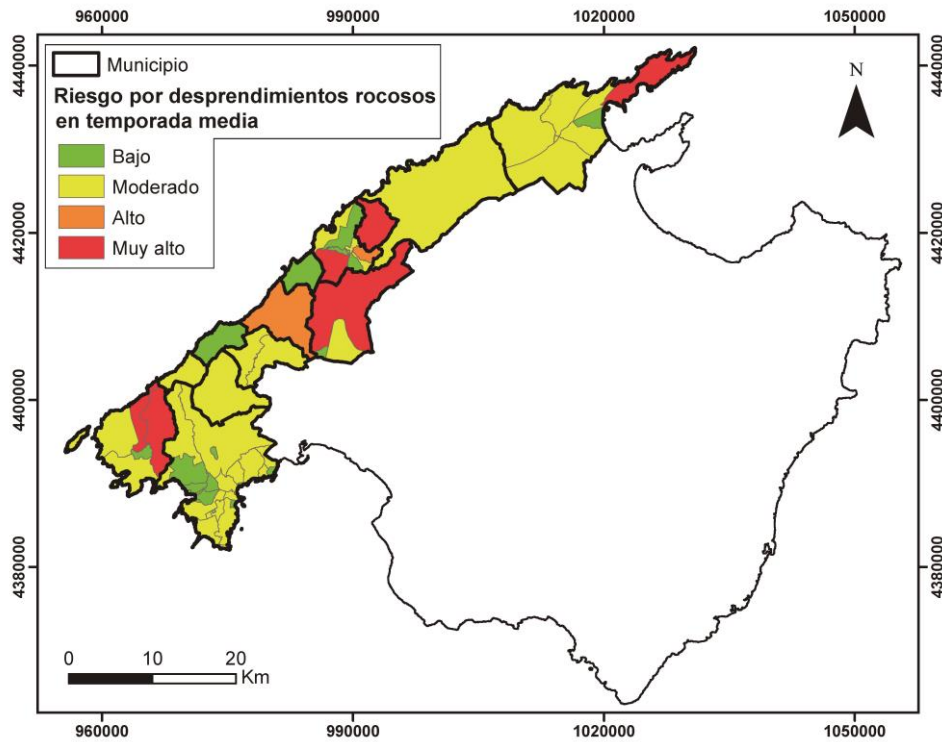 960000 990000 1020000 1050000
4440000 4440000
4420000 4420000
4400000 4400000
4380000 4380000
Municipio
Riesgo por desprendimientos rocosos
en temporada media
Bajo
Moderado
Alto
Muy alto
N
0 10 20
Km
960000 990000 1020000 1050000